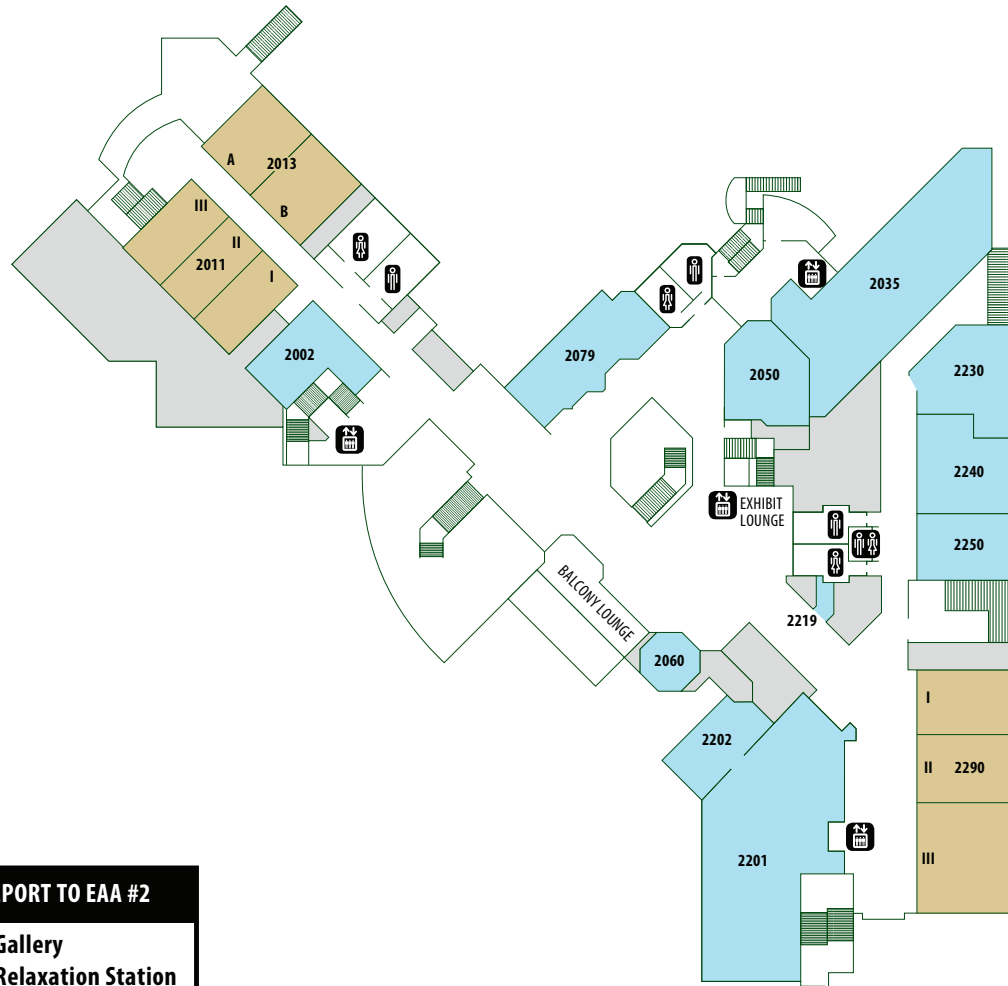 A
2013
B
III
II
2011
I
2002
2079
2035
2050
2230
2240
2250
EXHIBIT
LOUNGE
BALCONY LOUNGE
2219
2060
2202
2201
I
II 2290
III
PORT TO EAA #2
Gallery
Relaxation Station